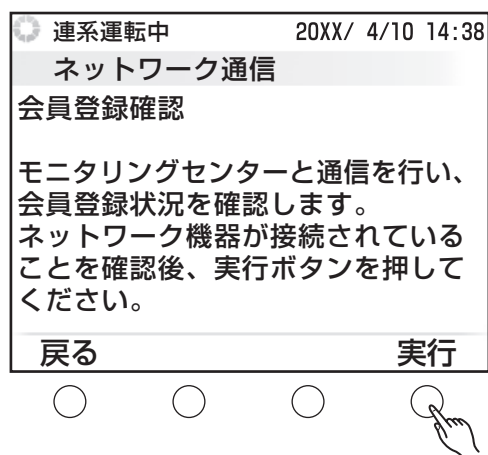 連系運転中 20XX/ 4/10 14:38
ネットワーク通信
会員登録確認
モニタリングセンターと通信を行い、
会員登録状況を確認します。
ネットワーク機器が接続されている
ことを確認後、実行ボタンを押して
ください。
戻る 実行